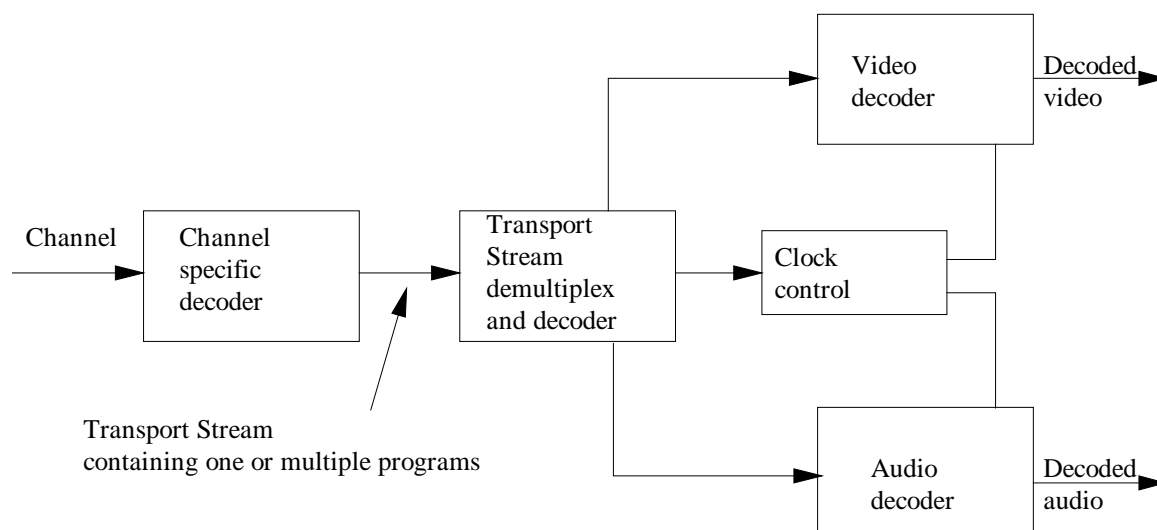 Channel
Channel
specific
decoder
Transport Stream
containing one or multiple programs
Transport
Stream
demultiplex
and decoder
Clock
control
Video
decoder
Decoded
video
Audio
decoder
Decoded
audio